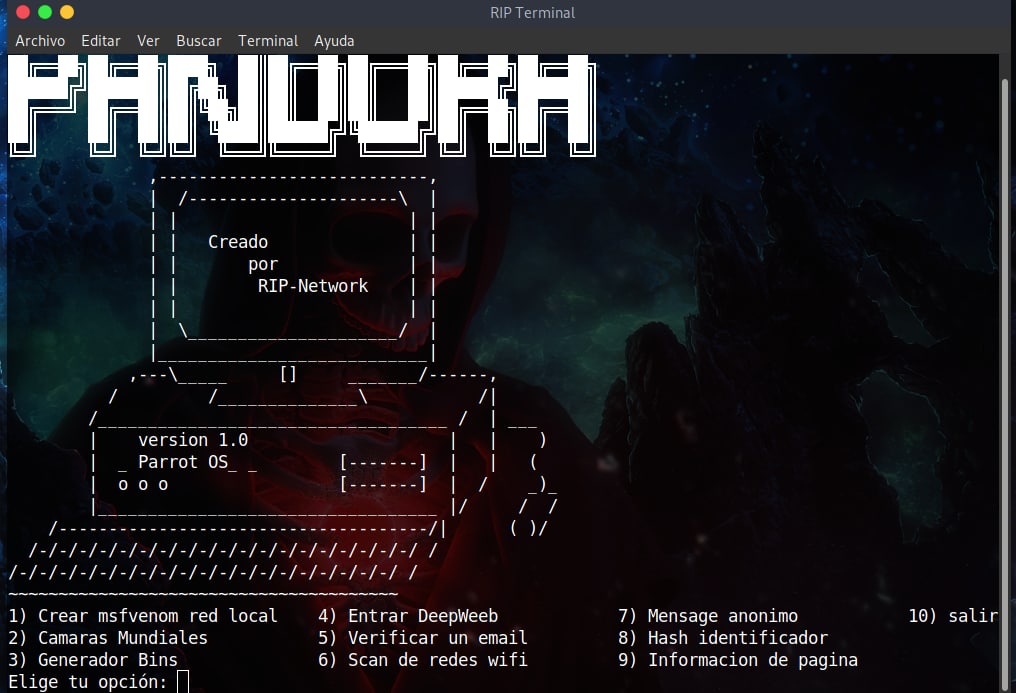 RIP Terminal
Archivo Editar Ver Buscar Terminal Ayuda
PANDORA
Creado
por
RIP-Network
version 1.0
Parrot OS
1) Crear msfvenom red local 4) Entrar DeepWeeb 7) Mensage anonimo 10) salir
2) Camaras Mundiales 5) Verificar un email 8) Hash identificador
3) Generador Bins 6) Scan de redes wifi 9) Informacion de pagina
Elige tu opción: